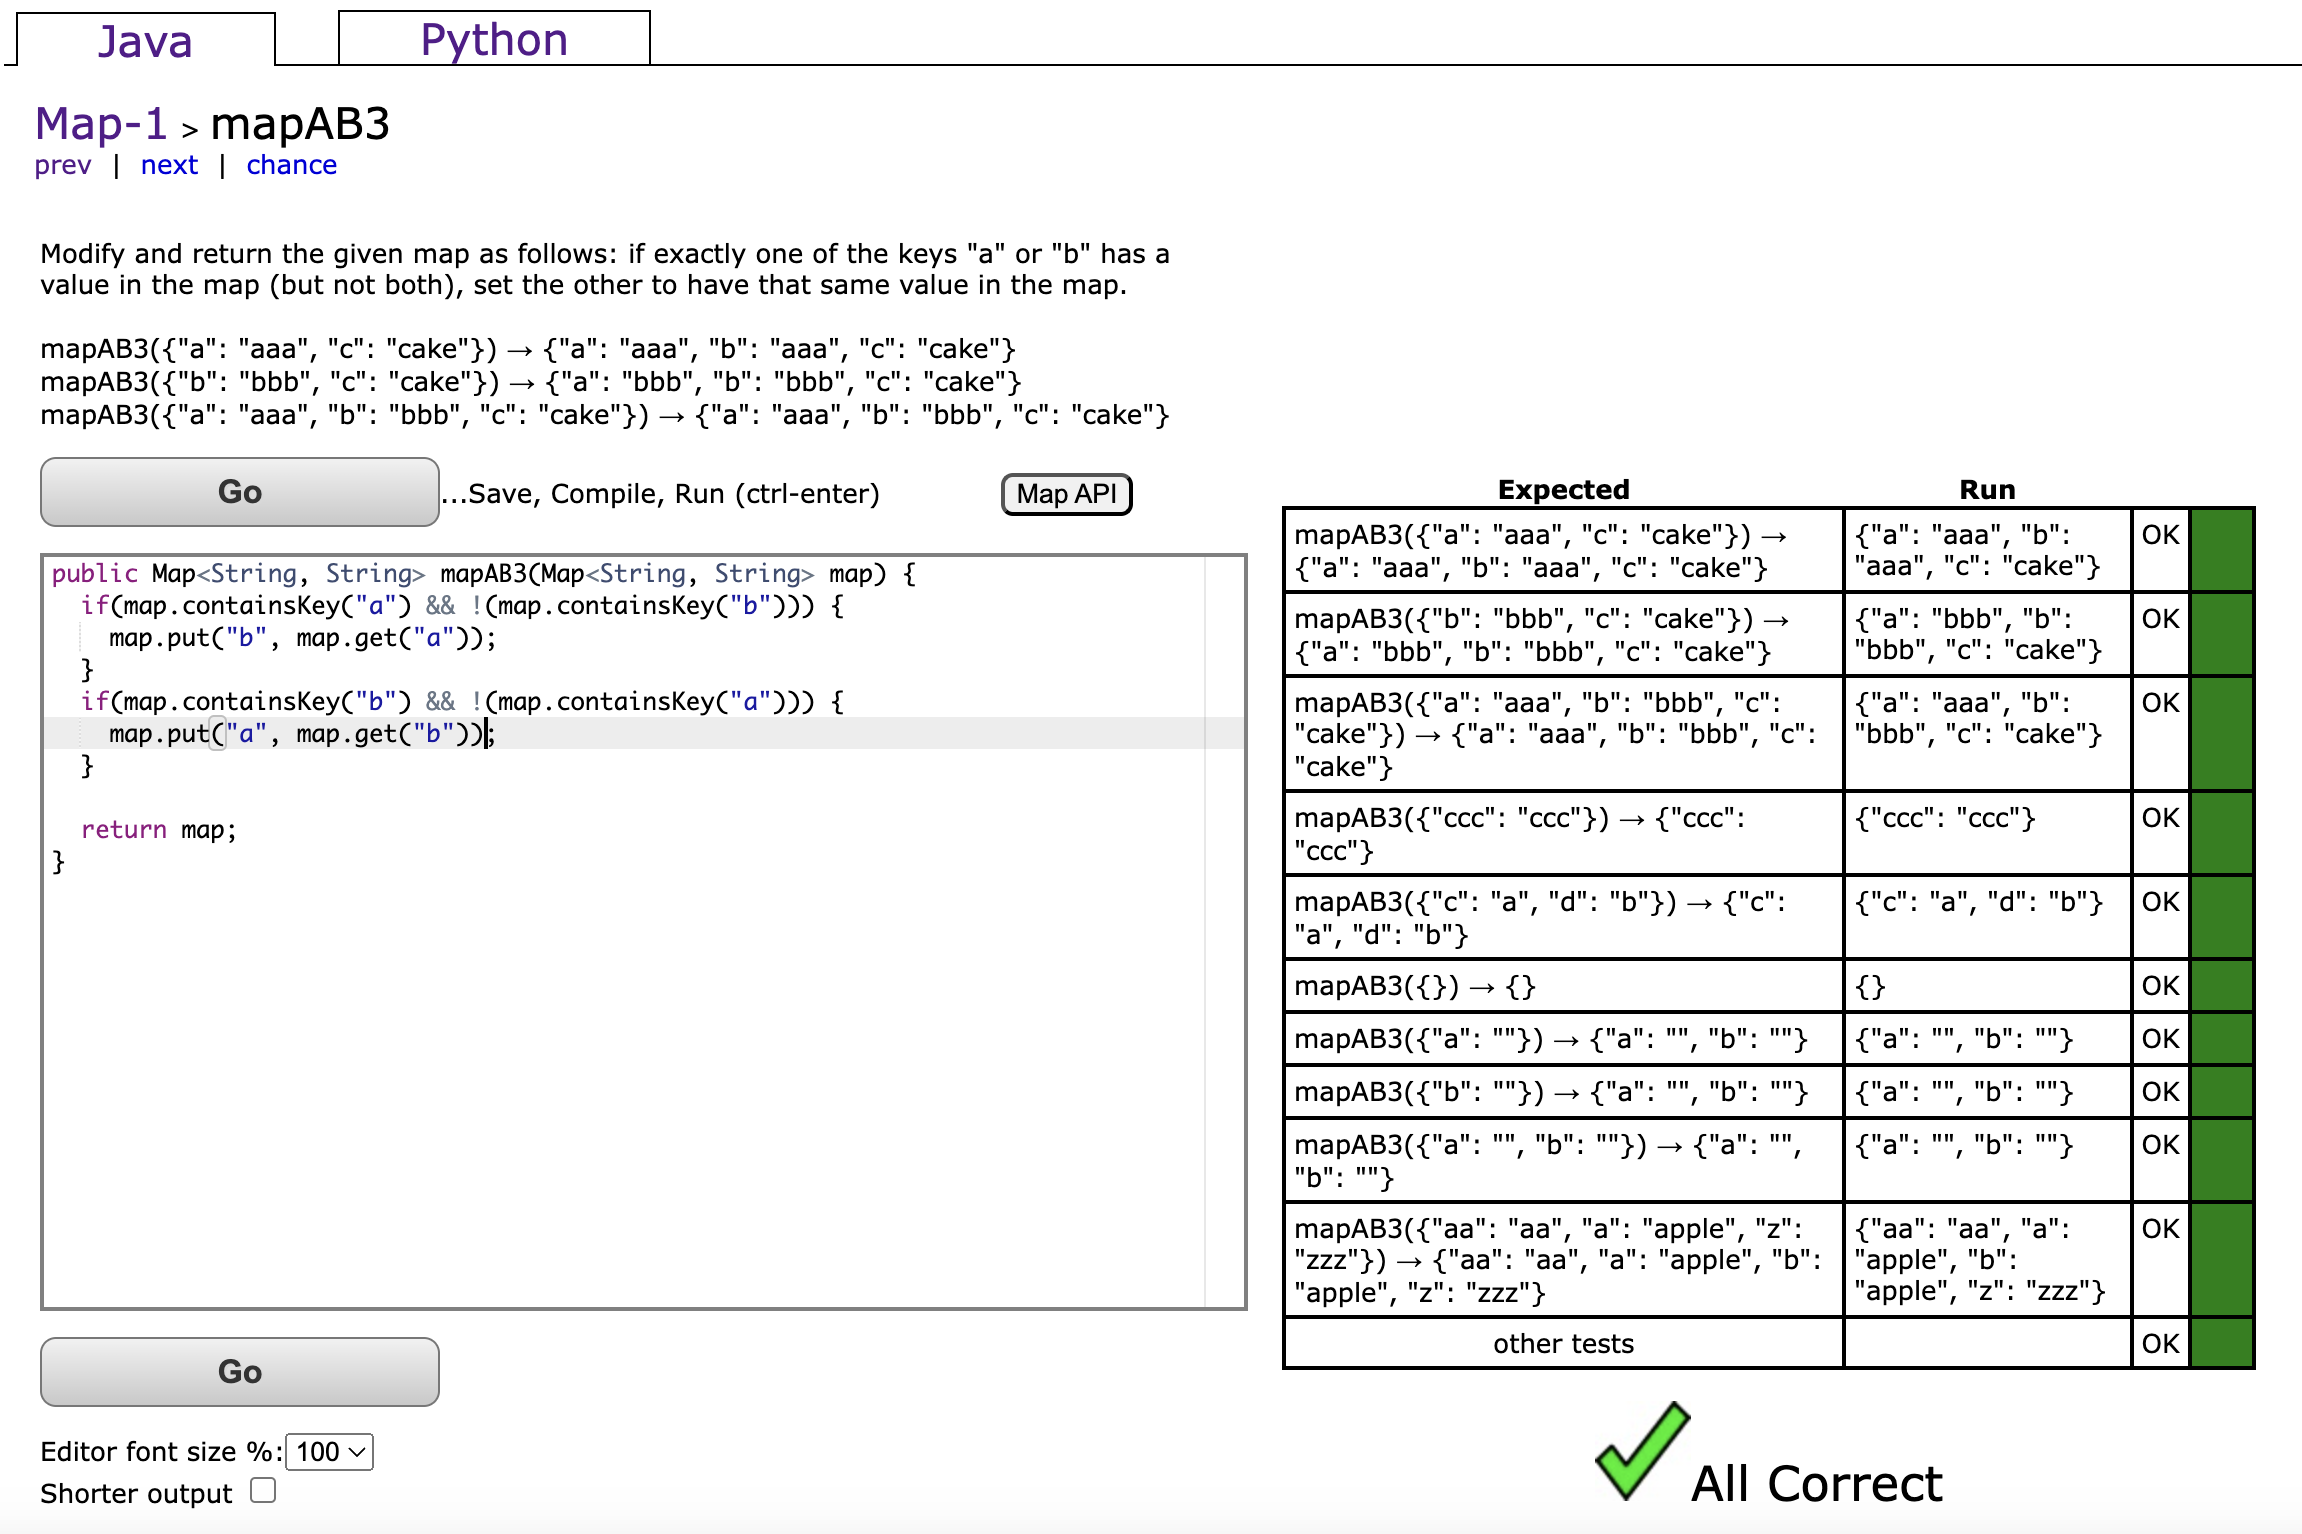 Java
Python
Map-1 > mapAB3
prev | next | chance
Modify and return the given map as follows: if exactly one of the keys "a" or "b" has a
value in the map (but not both), set the other to have that same value in the map.
mapAB3({"a": "aaa", "c": "cake"}) → {"a": "aaa", "b": "aaa", "c": "cake"}
mapAB3({"b": "bbb", "c": "cake"}) → {"a": "bbb", "b": "bbb", "c": "cake"}
mapAB3({"a": "aaa", "b": "bbb", "c": "cake"}) → {"a": "aaa", "b": "bbb", "c": "cake"}
Go
...Save, Compile, Run (ctrl-enter)
Map API
public Map<String, String> mapAB3(Map<String, String> map) {
  if(map.containsKey("a") && !(map.containsKey("b"))) {
    map.put("b", map.get("a"));
  }
  if(map.containsKey("b") && !(map.containsKey("a"))) {
    map.put("a", map.get("b"));
  }
  return map;
}
Go
Editor font size %: 100
Shorter output
Expected
Run
mapAB3({"a": "aaa", "c": "cake"}) →
{"a": "aaa", "b": "aaa", "c": "cake"}
{"a": "aaa", "b":
"aaa", "c": "cake"}
OK
mapAB3({"b": "bbb", "c": "cake"}) →
{"a": "bbb", "b": "bbb", "c": "cake"}
{"a": "bbb", "b":
"bbb", "c": "cake"}
OK
mapAB3({"a": "aaa", "b": "bbb", "c":
"cake"}) → {"a": "aaa", "b": "bbb", "c":
"cake"}
{"a": "aaa", "b":
"bbb", "c": "cake"}
OK
mapAB3({"ccc": "ccc"}) → {"ccc":
"ccc"}
{"ccc": "ccc"}
OK
mapAB3({"c": "a", "d": "b"}) → {"c":
"a", "d": "b"}
{"c": "a", "d": "b"}
OK
mapAB3({}) → {}
{}
OK
mapAB3({"a": ""}) → {"a": "", "b": ""}
{"a": "", "b": ""}
OK
mapAB3({"b": ""}) → {"a": "", "b": ""}
{"a": "", "b": ""}
OK
mapAB3({"a": "", "b": ""}) → {"a": "",
"b": ""}
{"a": "", "b": ""}
OK
mapAB3({"aa": "aa", "a": "apple", "z":
"zzz"}) → {"aa": "aa", "a": "apple", "b":
"apple", "z": "zzz"}
{"aa": "aa", "a":
"apple", "b":
"apple", "z": "zzz"}
OK
other tests
OK
All Correct